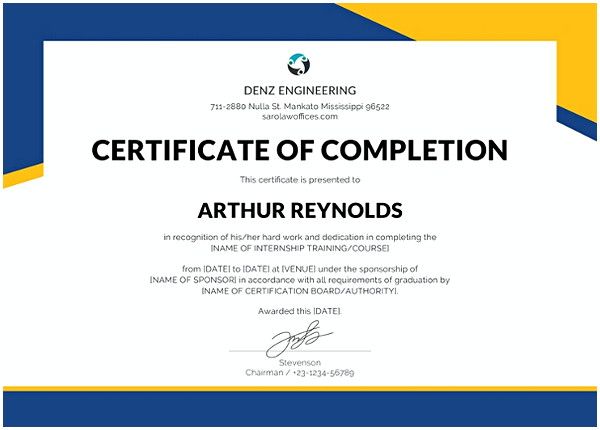 DENZ ENGINEERING
711-2880 Nulla St. Mankato Mississippi 96522
sarolawoffices.com
CERTIFICATE OF COMPLETION
This certificate is presented to
ARTHUR REYNOLDS
in recognition of his/her hard work and dedication in completing the
[NAME OF INTERNSHIP TRAINING/COURSE]
from [DATE] to [DATE] at [VENUE] under the sponsorship of
[NAME OF SPONSOR] in accordance with all requirements of graduation by
[NAME OF CERTIFICATION BOARD/AUTHORITY].
Awarded this [DATE].
Stevenson
Chairman / +23-1234-56789